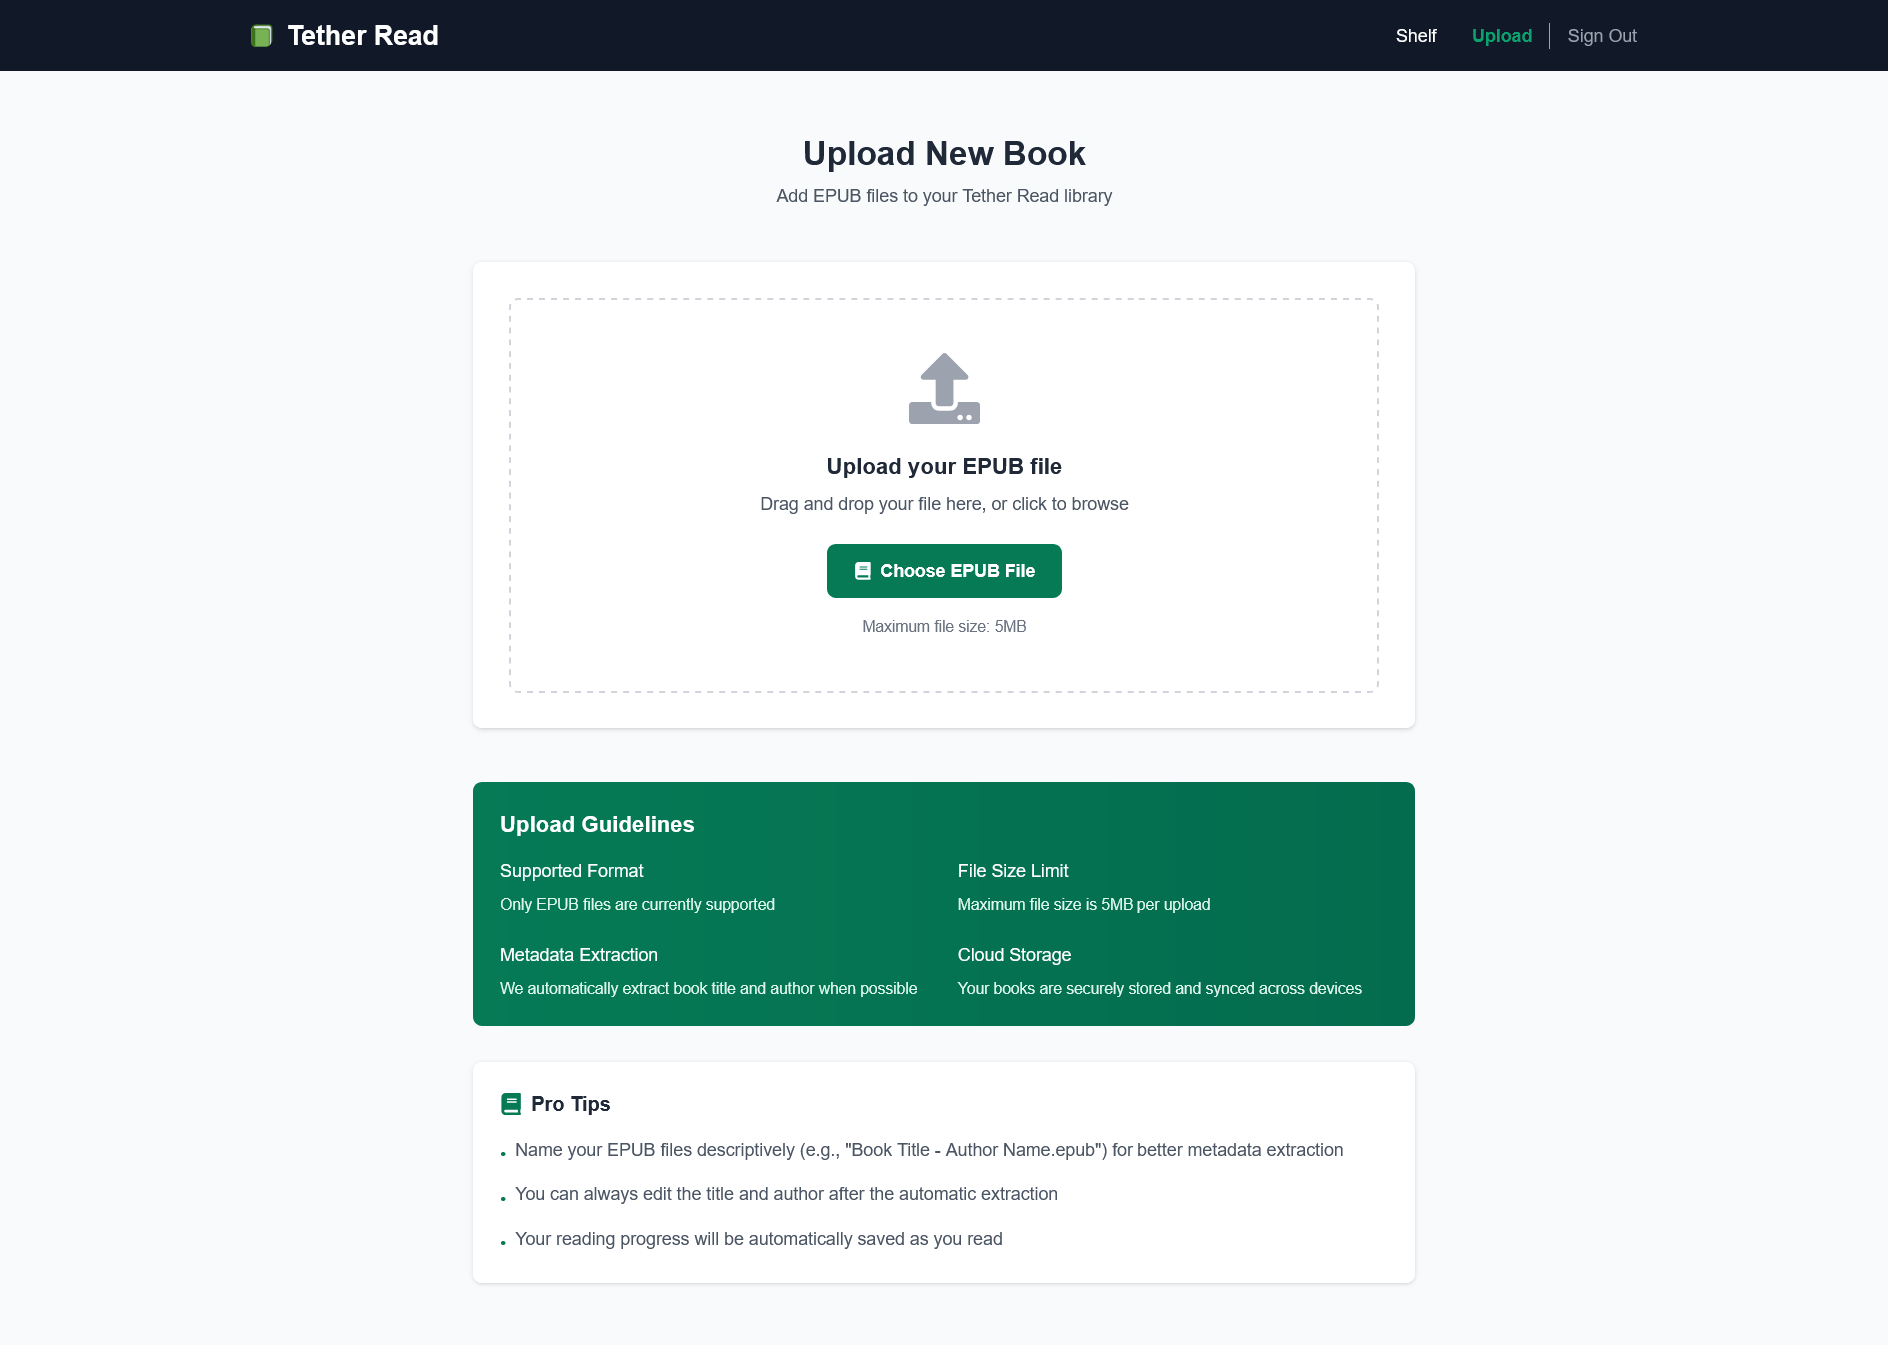 Tether Read
Shelf
Upload
Sign Out
Upload New Book
Add EPUB files to your Tether Read library
Upload your EPUB file
Drag and drop your file here, or click to browse
Choose EPUB File
Maximum file size: 5MB
Upload Guidelines
Supported Format
Only EPUB files are currently supported
File Size Limit
Maximum file size is 5MB per upload
Metadata Extraction
We automatically extract book title and author when possible
Cloud Storage
Your books are securely stored and synced across devices
Pro Tips
• Name your EPUB files descriptively (e.g., "Book Title - Author Name.epub") for better metadata extraction
• You can always edit the title and author after the automatic extraction
• Your reading progress will be automatically saved as you read